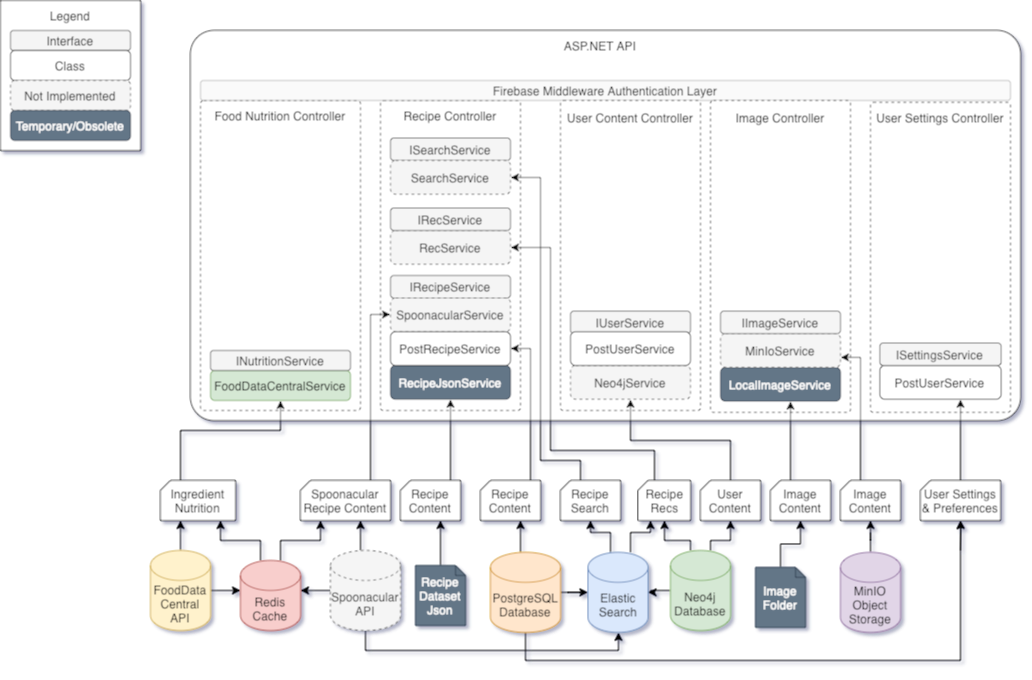 Legend
Interface
Class
Not Implemented
Temporary/Obsolete
ASP.NET API
Firebase Middleware Authentication Layer
Food Nutrition Controller
INutritionService
FoodDataCentralService
Recipe Controller
ISearchService
SearchService
IRecService
RecService
IRecipeService
SpoonacularService
PostRecipeService
RecipeJsonService
User Content Controller
IUserService
PostUserService
Neo4jService
Image Controller
IImageService
MinIoService
LocalImageService
User Settings Controller
ISettingsService
PostUserService
Ingredient
Nutrition
Spoonacular
Recipe Content
Recipe
Content
Recipe
Content
Recipe
Search
Recipe
Recs
User
Content
Image
Content
Image
Content
User Settings
& Preferences
FoodData
Central
API
Redis
Cache
Spoonacular
API
Recipe
Dataset
Json
PostgreSQL
Database
Elastic
Search
Neo4j
Database
Image
Folder
MinIO
Object
Storage